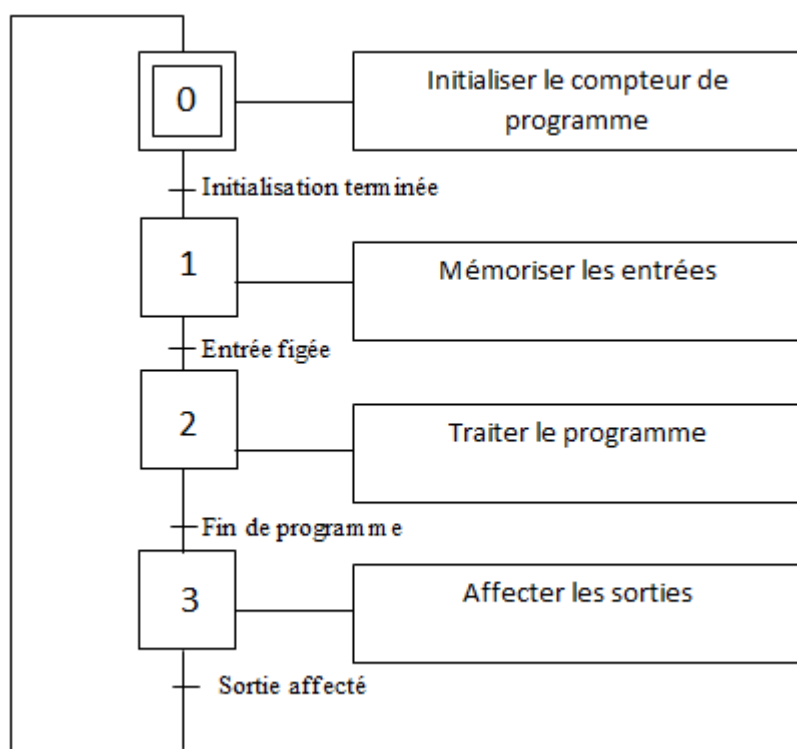 0
Initialiser le compteur de
programme
Initialisation terminée
1
Mémoriser les entrées
Entrée figée
2
Traiter le programme
Fin de programme
3
Affecter les sorties
Sortie affecté